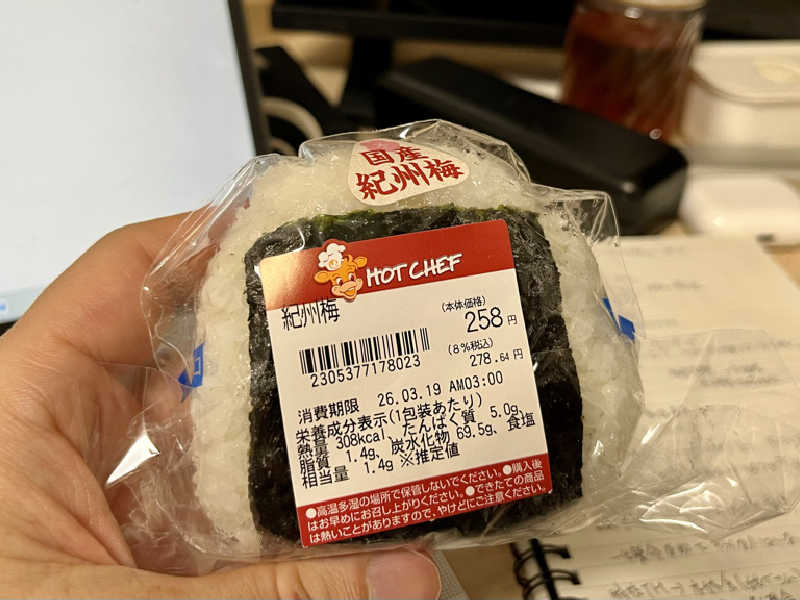 国産
紀州梅
HOT CHEF
紀州梅
(本体価格)
258円
(8%税込)
278.64円
2305377178023
消費期限 26.03.19 AM.03:00
栄養成分表示(1包装あたり)
熱量 308kcal、たんぱく質 5.0g、
脂質 1.4g、炭水化物 69.5g、食塩
相当量 1.4g ※推定値
●高温多湿の場所で保管しないでください。●購入後
はお早めにお召し上がりください。●できたての商品
は熱いことがありますので、やけどにご注意ください。